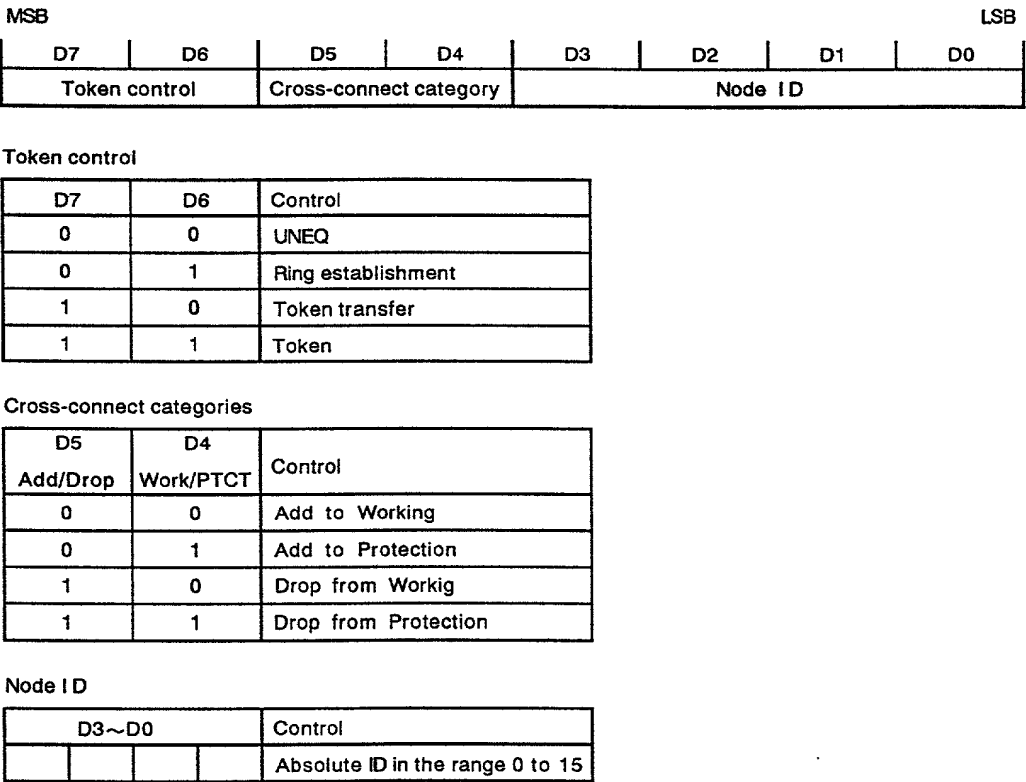 MSB LSB
D7 D6 D5 D4 D3 D2 D1 D0
Token control Cross-connect category Node ID
Token control
D7 D6 Control
0 0 UNEQ
0 1 Ring establishment
1 0 Token transfer
1 1 Token
Cross-connect categories
D5 D4
Add/Drop Work/PTCT Control
0 0 Add to Working
0 1 Add to Protection
1 0 Drop from Workig
1 1 Drop from Protection
Node ID
D3~D0 Control
Absolute ID in the range 0 to 15